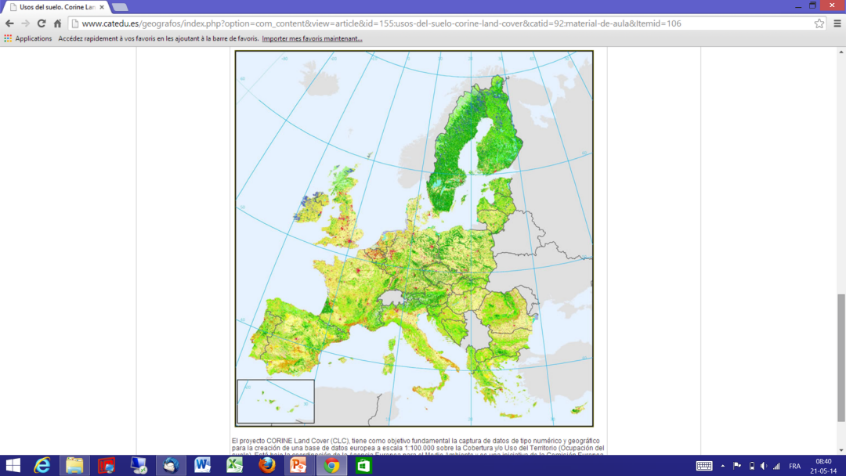 Usos del suelo. Corine Lan
www.catedu.es/geografos/index.php?option=com_content&view=article&id=155:usos-del-suelo-corine-land-cover&catid=92:material-de-aula&Itemid=106
Applications Accédez rapidement à vos favoris en les ajoutant à la barre de favoris. Importer mes favoris maintenant...
El proyecto CORINE Land Cover (CLC), tiene como objetivo fundamental la captura de datos de tipo numérico y geográfico
para la creación de una base de datos europea a escala 1:100.000 sobre la Cobertura y/o Uso del Territorio (Ocupación del
FRA
08:40
21-05-14